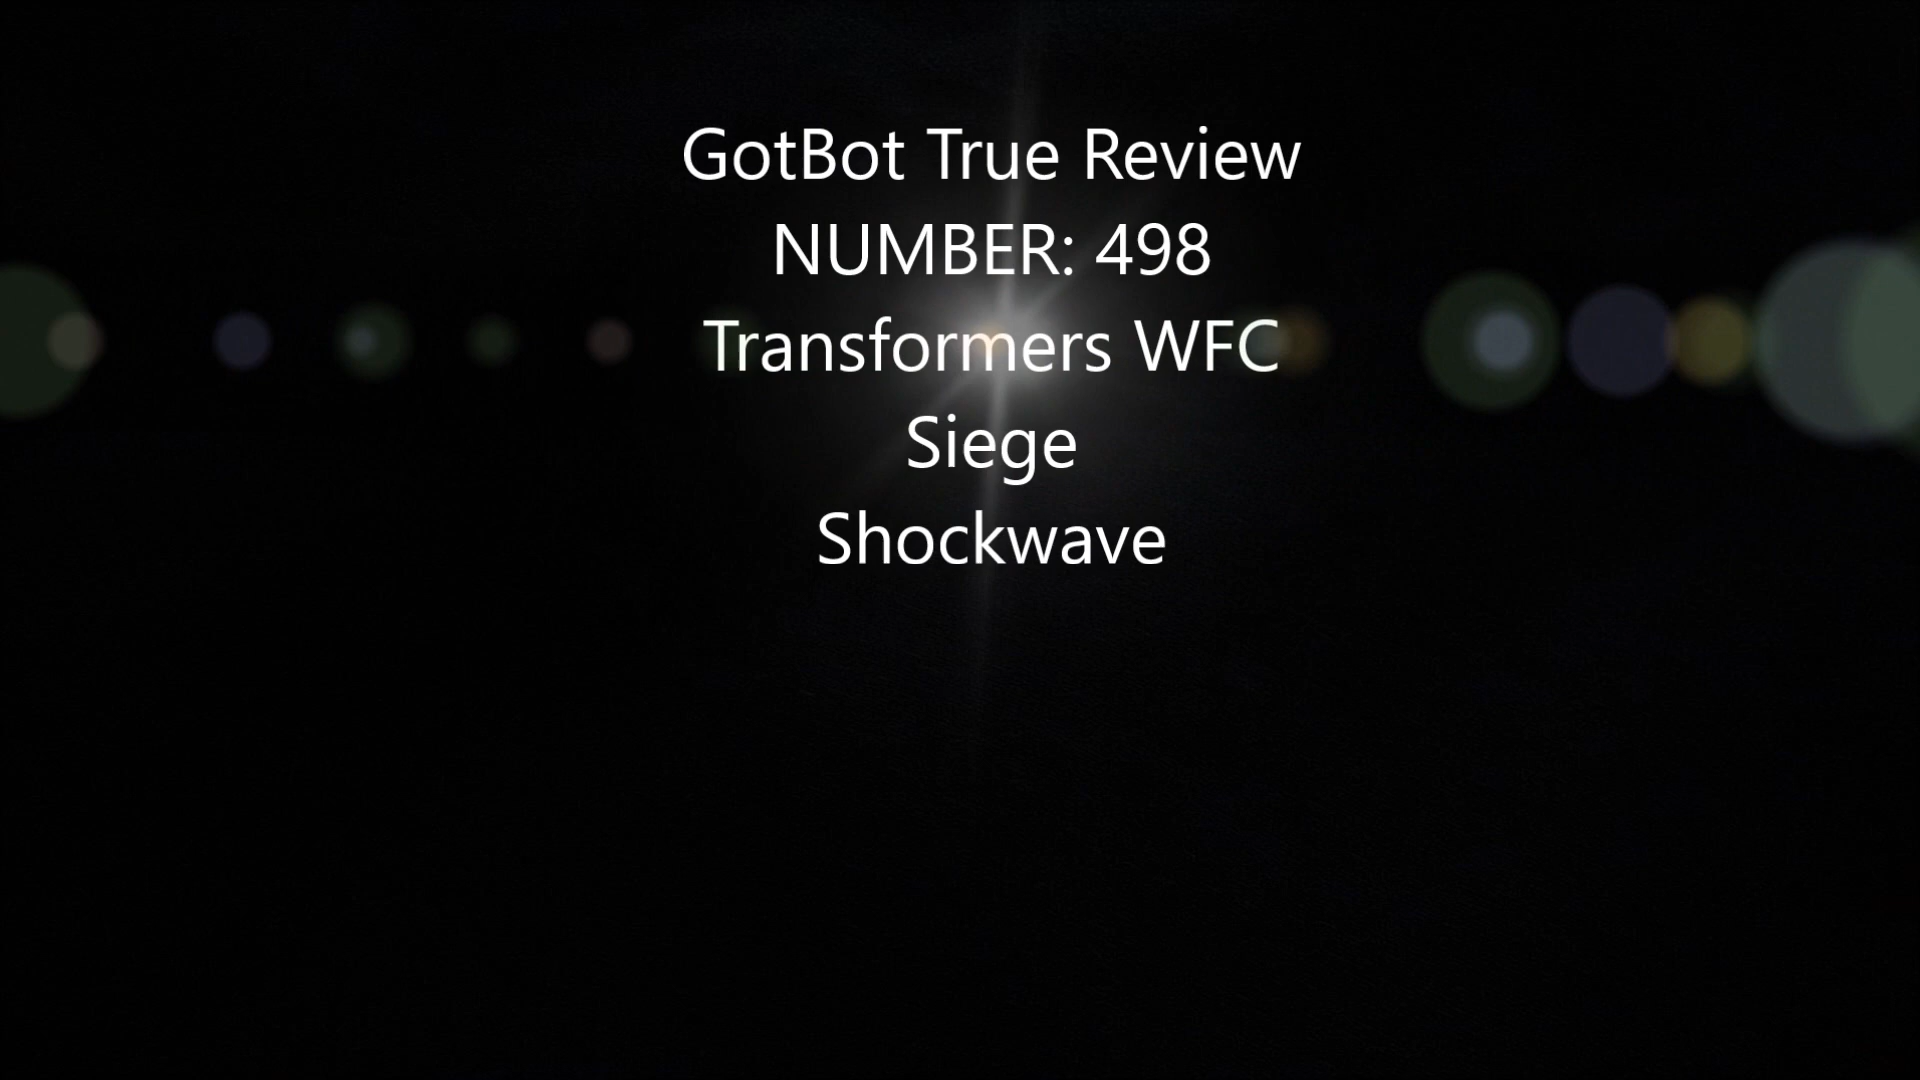 GotBot True Review
NUMBER: 498
Transformers WFC
Siege
Shockwave